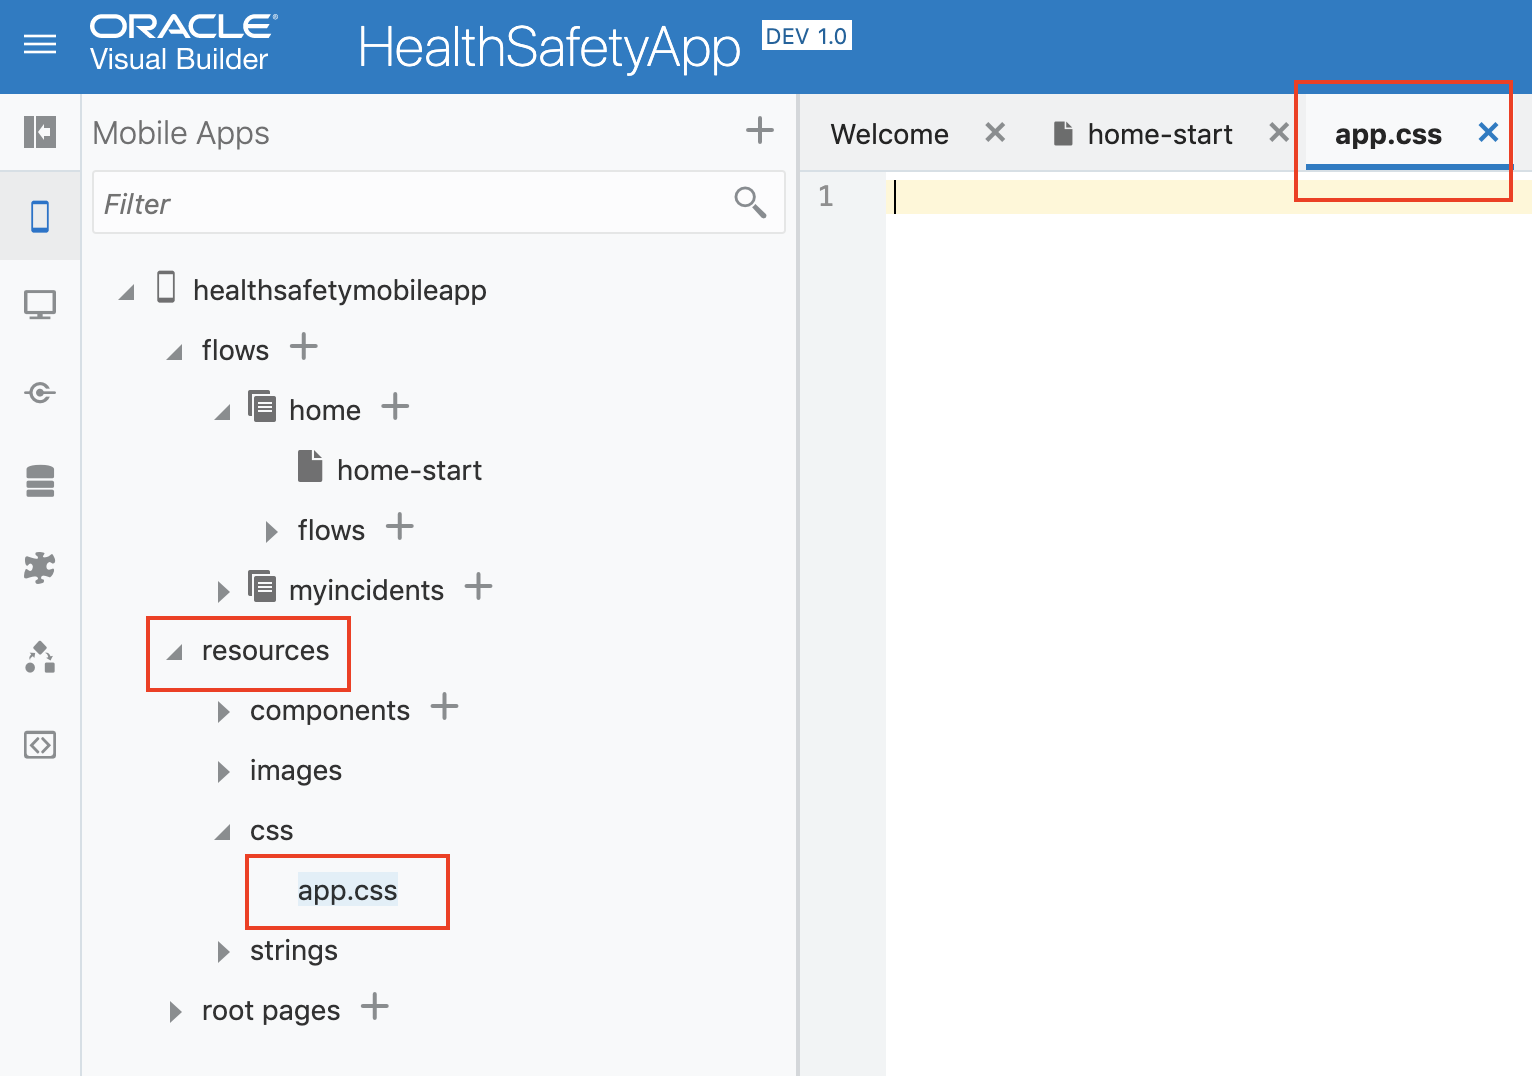 ORACLE
Visual Builder
HealthSafetyApp DEV 1.0
Mobile Apps
Welcome home-start app.css
Filter
1
healthsafetymobileapp
flows
home
home-start
flows
myincidents
resources
components
images
css
app.css
strings
root pages